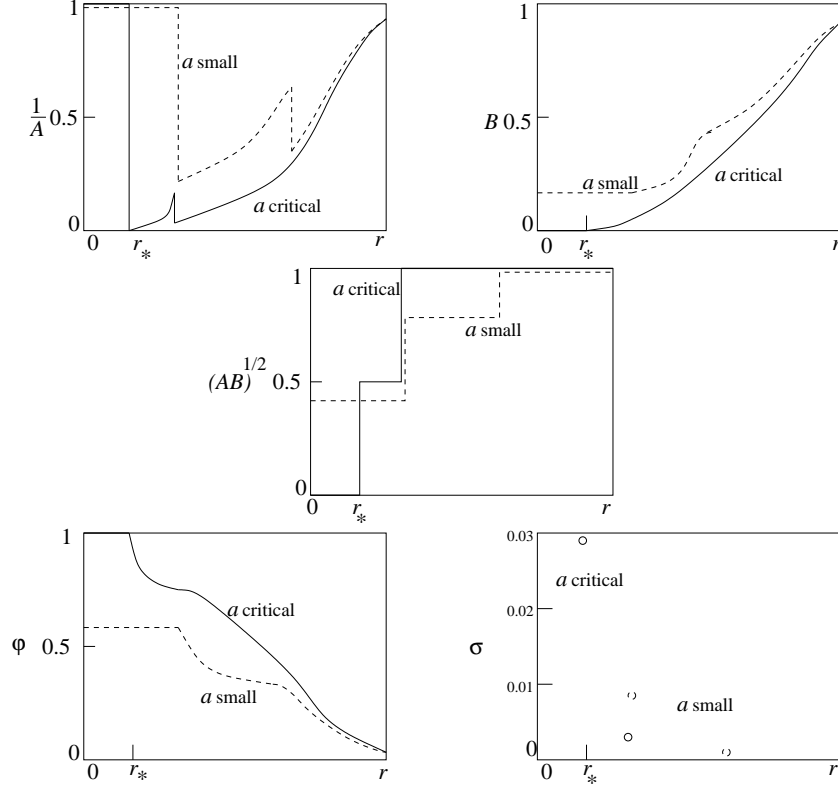 1
a small
1
A
0.5
a critical
0
0
r
*
r
1
B
0.5
a small
a critical
0
r
*
r
1
a critical
a small
(AB)
1/2
0.5
0
0
r
*
r
1
a critical
φ
0.5
a small
0
0
r
*
r
0.03
a critical
0.02
σ
0.01
a small
0
0
r
*
r